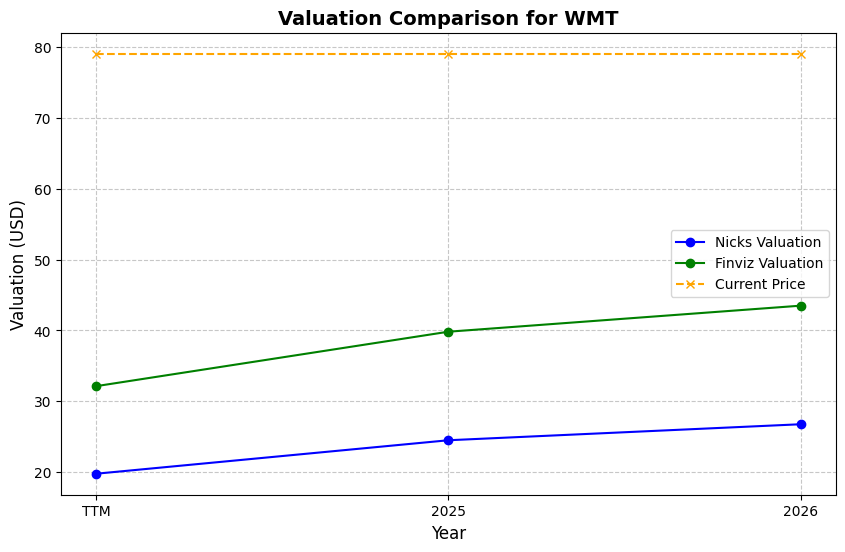 Valuation Comparison for WMT
80
70
60
50
40
30
20
Valuation (USD)
Nicks Valuation
Finviz Valuation
Current Price
TTM
2025
2026
Year